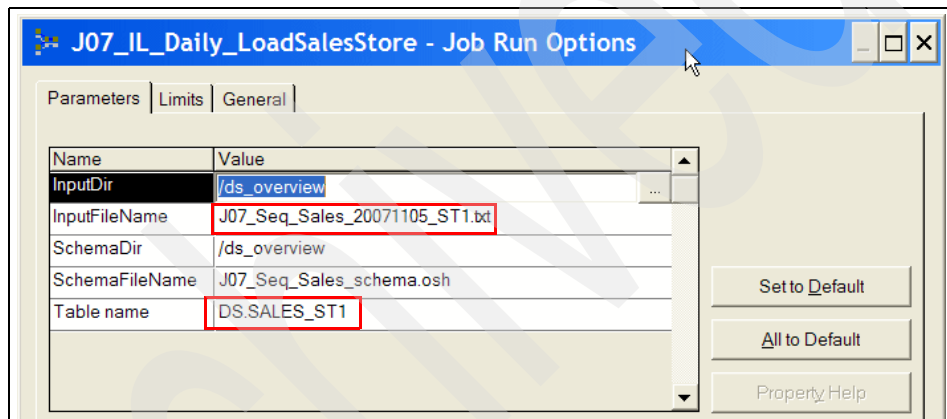 J07_IL_Daily_LoadSalesStore - Job Run Options
Parameters Limits General
Name Value
InputDir /ds_overview ...
InputFileName J07_Seq_Sales_20071105_ST1.txt
SchemaDir /ds_overview
SchemaFileName J07_Seq_Sales_schema.osh
Table name DS.SALES_ST1
Set to Default
All to Default
Property Help